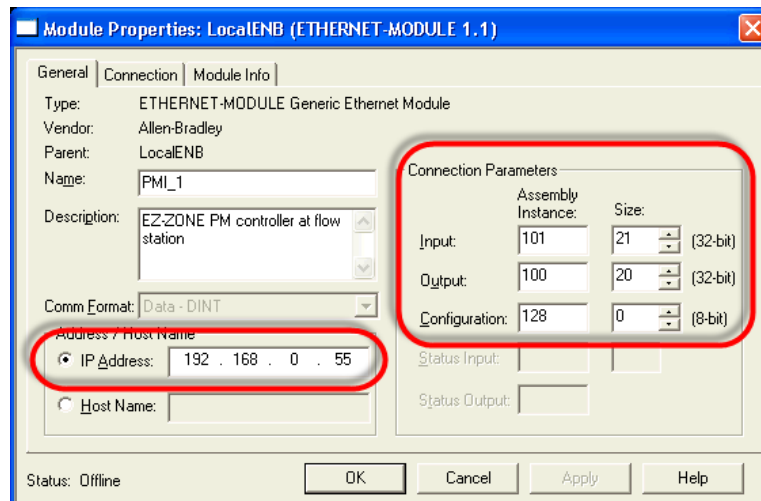 Module Properties: LocalENB (ETHERNET-MODULE 1.1)
General Connection Module Info
Type: ETHERNET-MODULE Generic Ethernet Module
Vendor: Allen-Bradley
Parent: LocalENB
Name: PMI_1
Description: EZ-ZONE PM controller at flow
station
Comm Format: Data - DINT
Address / Host Name
IP Address: 192 . 168 . 0 . 55
Host Name:
Connection Parameters
Assembly
Instance: Size:
Input: 101 21 (32-bit)
Output: 100 20 (32-bit)
Configuration: 128 0 (8-bit)
Status Input:
Status Output:
Status: Offline OK Cancel Apply Help